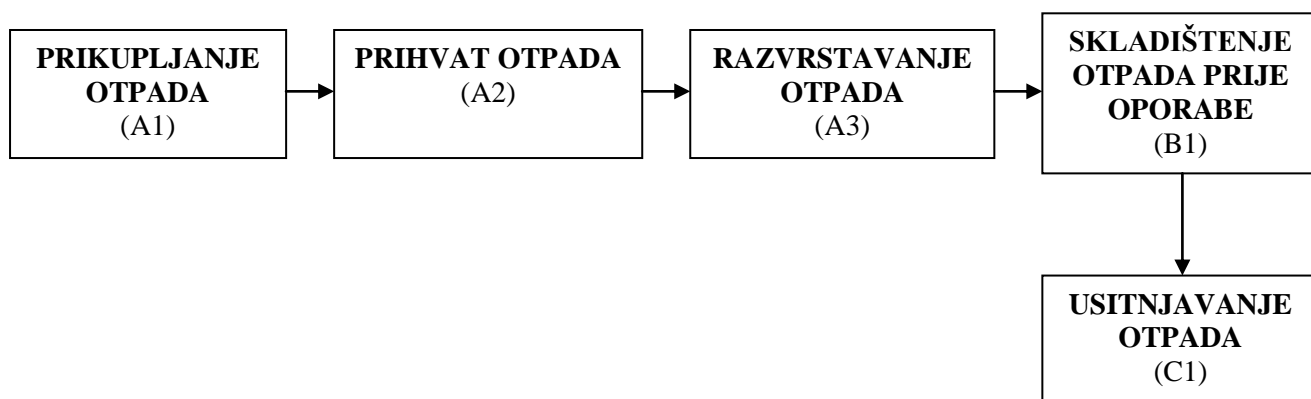 PRIKUPLJANJE
OTPADA
(A1)
PRIHVAT OTPADA
(A2)
RAZVRSTAVANJE
OTPADA
(A3)
SKLADIŠTENJE
OTPADA PRIJE
OPORABE
(B1)
USITNJAVANJE
OTPADA
(C1)